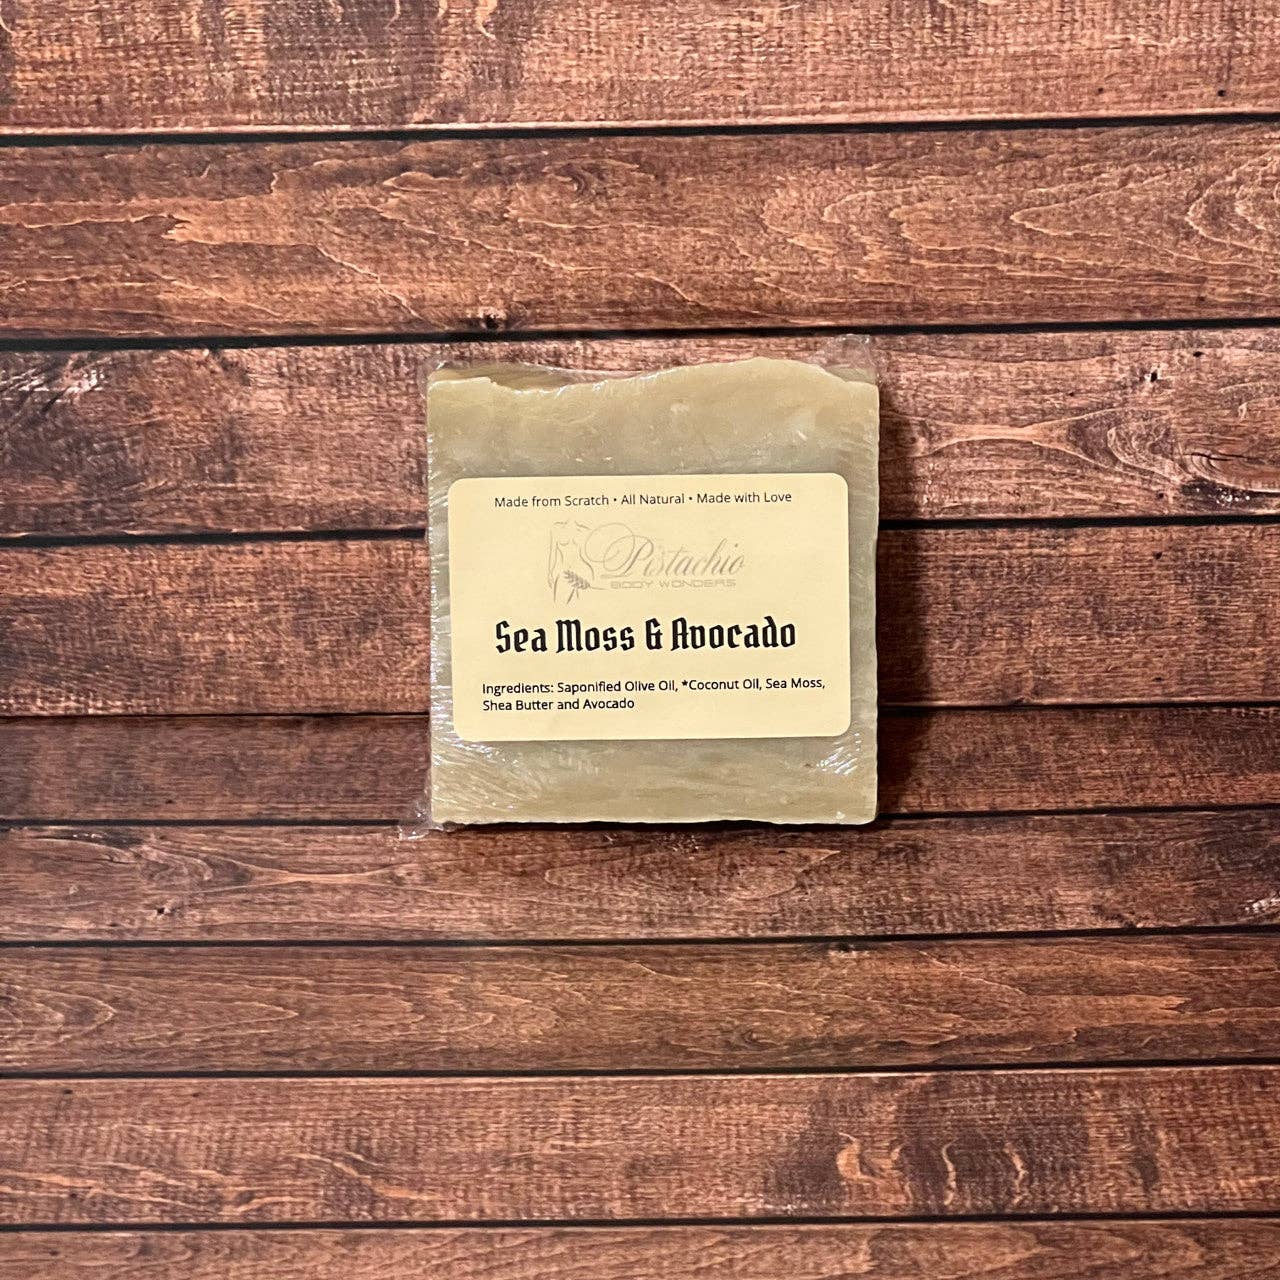 Made from Scratch • All Natural • Made with Love
Pistachio
BODY WONDERS
Sea Moss & Avocado
Ingredients: Saponified Olive Oil, *Coconut Oil, Sea Moss,
Shea Butter and Avocado